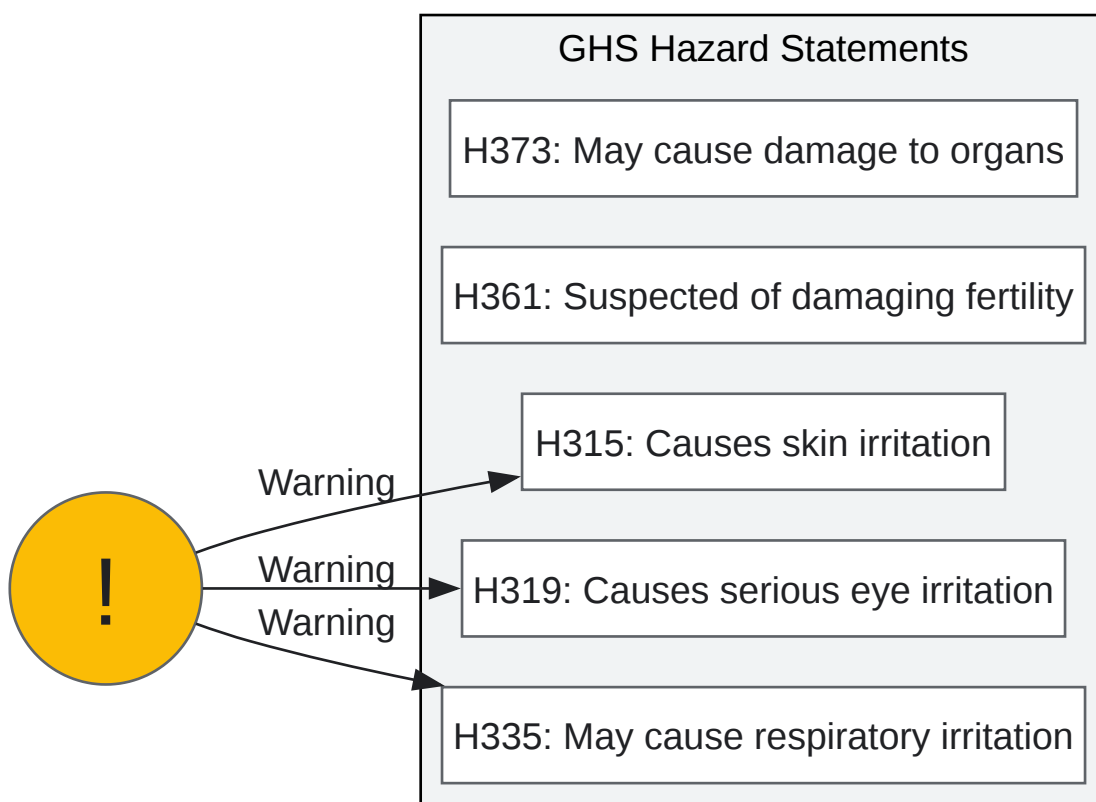 GHS Hazard Statements
H373: May cause damage to organs
H361: Suspected of damaging fertility
H315: Causes skin irritation
Warning
!
Warning
H319: Causes serious eye irritation
Warning
H335: May cause respiratory irritation